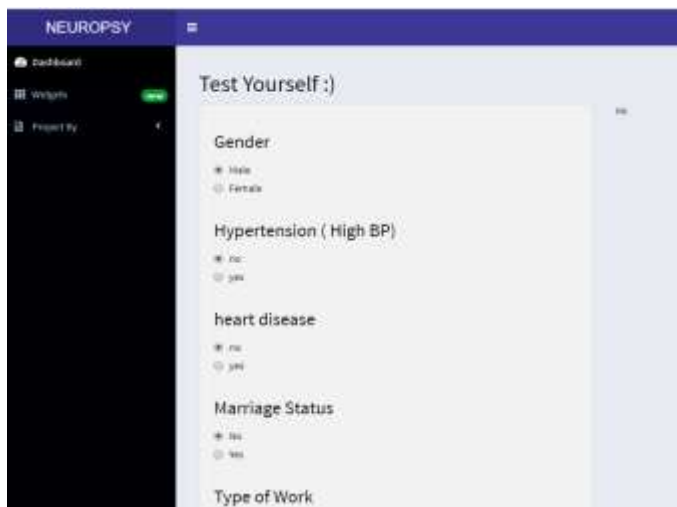 NEUROPSY
Dashboard
Widgets
new
Project By
Test Yourself :)
no
Gender
Male
Female
Hypertension ( High BP)
no
yes
heart disease
no
yes
Marriage Status
No
Yes
Type of Work